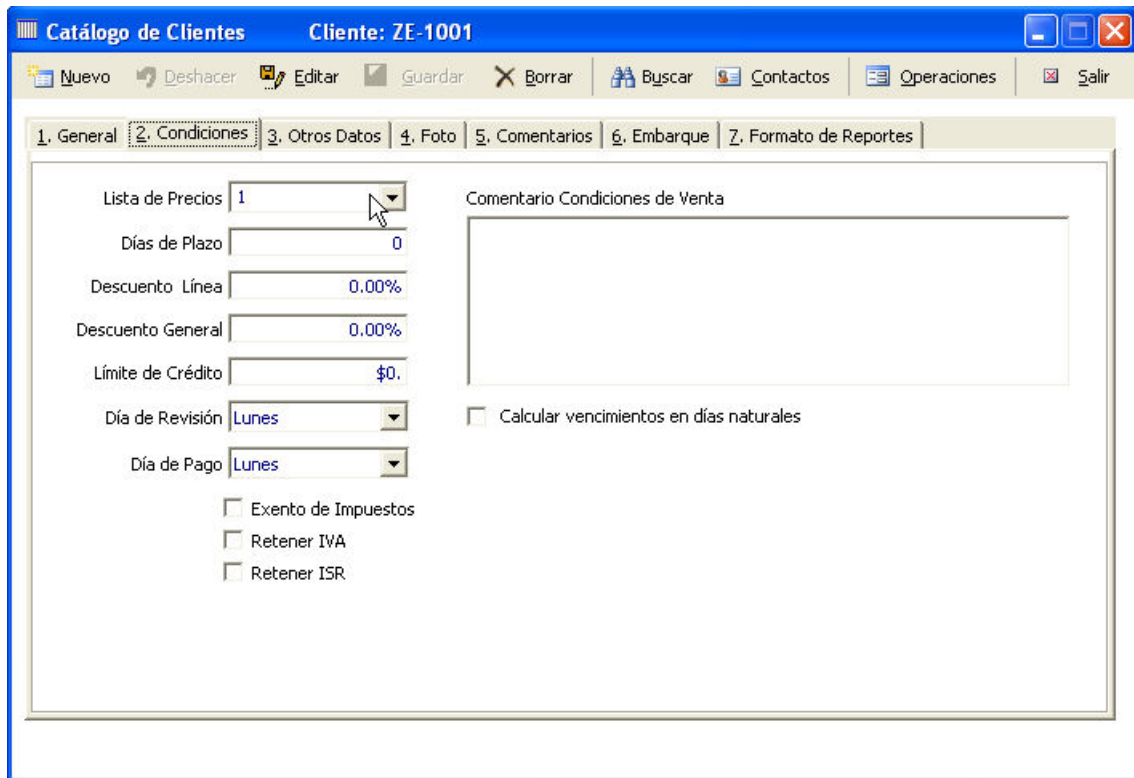 Catálogo de Clientes Cliente: ZE-1001
Nuevo Deshacer Editar Guardar Borrar Buscar Contactos Operaciones Salir
1. General 2. Condiciones 3. Otros Datos 4. Foto 5. Comentarios 6. Embarque 7. Formato de Reportes
Lista de Precios 1 Comentario Condiciones de Venta
Días de Plazo 0
Descuento Línea 0.00%
Descuento General 0.00%
Límite de Crédito $0.
Día de Revisión Lunes Calcular vencimientos en días naturales
Día de Pago Lunes
Exento de Impuestos
Retener IVA
Retener ISR